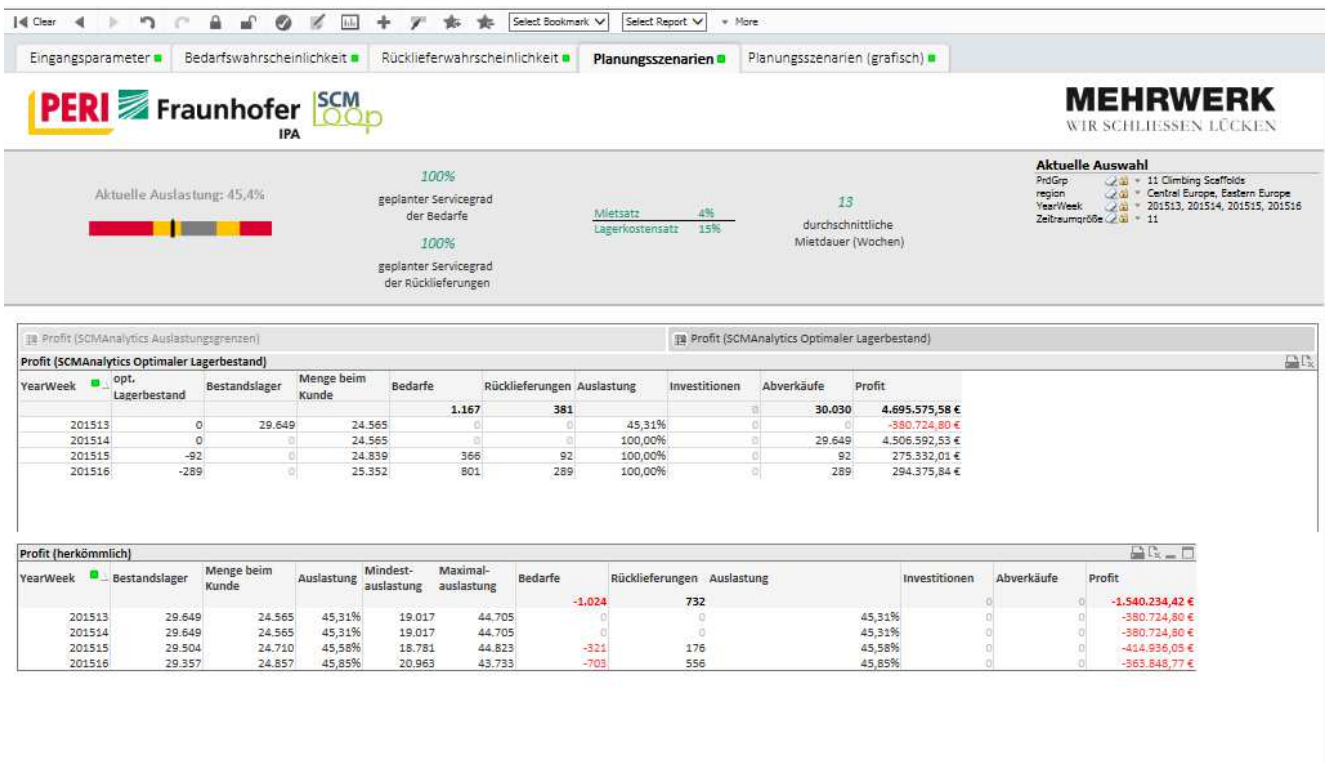 Clear Select Bookmark Select Report More
Eingangsparameter Bedarfswahrscheinlichkeit Rücklieferwahrscheinlichkeit Planungsszenarien Planungsszenarien (grafisch)
PERI Fraunhofer IPA SCM Loop MEHRWERK
WIR SCHLIESSEN LÜCKEN
Aktuelle Auslastung: 45,4%
100%
geplanter Servicegrad
der Bedarfe
100%
geplanter Servicegrad
der Rücklieferungen
Mietsatz 4%
Lagerkostensatz 15%
13
durchschnittliche
Mietdauer (Wochen)
Aktuelle Auswahl
PrdGrp 11 Climbing Scaffolds
region Central Europe, Eastern Europe
YearWeek 201513, 201514, 201515, 201516
Zeitraumgröße 11
Profit (SCMAnalytics Auslastungsgrenzen) Profit (SCMAnalytics Optimaler Lagerbestand)
Profit (SCMAnalytics Optimaler Lagerbestand)
YearWeek opt. Lagerbestand Bestandslager Menge beim Kunde Bedarfe Rücklieferungen Auslastung Investitionen Abverkäufe Profit
1.167 381 0 30.030 4.695.575,58 €
201513 0 29.649 24.565 0 0 45,31% 0 0 -380.724,80 €
201514 0 0 24.565 0 0 100,00% 0 29.649 4.506.592,53 €
201515 -92 0 24.839 366 92 100,00% 0 92 275.332,01 €
201516 -289 0 25.352 801 289 100,00% 0 289 294.375,84 €
Profit (herkömmlich)
YearWeek Bestandslager Menge beim Kunde Auslastung Mindest-auslastung Maximal-auslastung Bedarfe Rücklieferungen Auslastung Investitionen Abverkäufe Profit
-1.024 732 0 0 -1.540.234,42 €
201513 29.649 24.565 45,31% 19.017 44.705 0 0 45,31% 0 0 -380.724,80 €
201514 29.649 24.565 45,31% 19.017 44.705 0 0 45,31% 0 0 -380.724,80 €
201515 29.504 24.710 45,58% 18.781 44.823 -321 176 45,58% 0 0 -414.936,05 €
201516 29.357 24.857 45,85% 20.963 43.733 -703 556 45,85% 0 0 -363.848,77 €